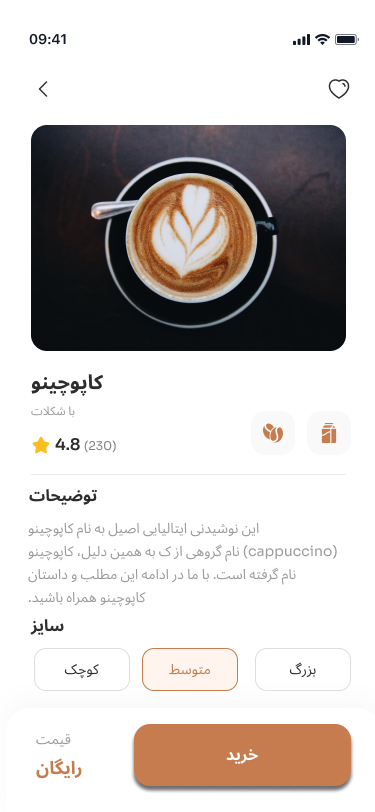 09:41
کاپوچینو
با شکلات
4.8 (230)
توضیحات
این نوشیدنی ایتالیایی اصیل به نام کاپوچینو
(cappuccino) نام گروهی از ک به همین دلیل، کاپوچینو
نام گرفته است. با ما در ادامه این مطلب و داستان
کاپوچینو همراه باشید.
سایز
کوچک
متوسط
بزرگ
قیمت
رایگان
خرید